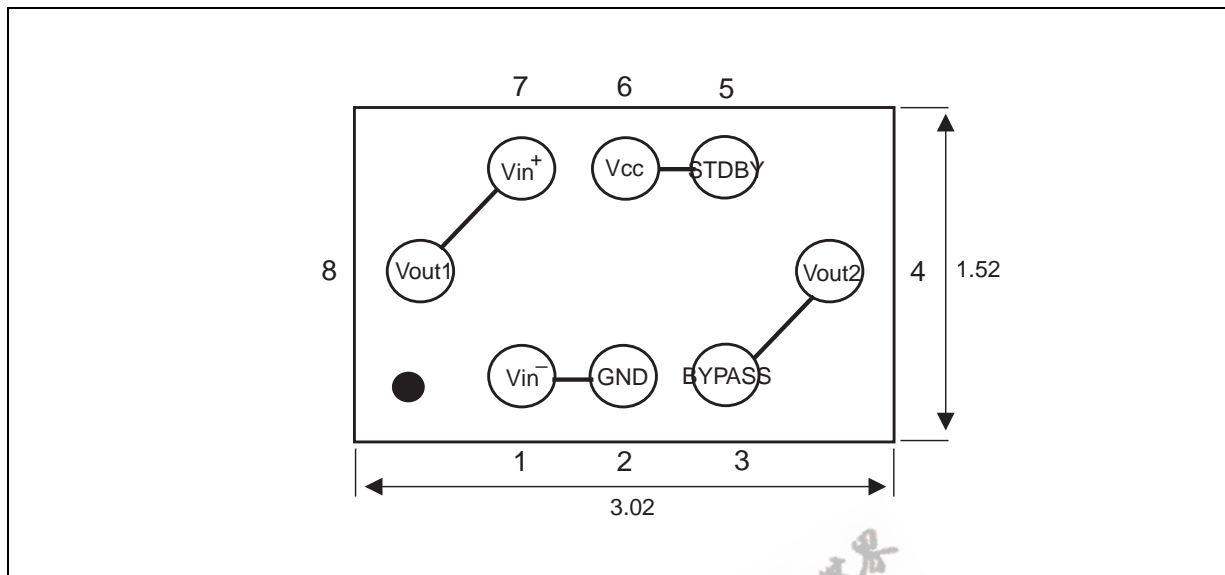 7 6 5
Vin+ Vcc STDBY
8 Vout1 Vout2 4 1.52
Vin– GND BYPASS
1 2 3
3.02